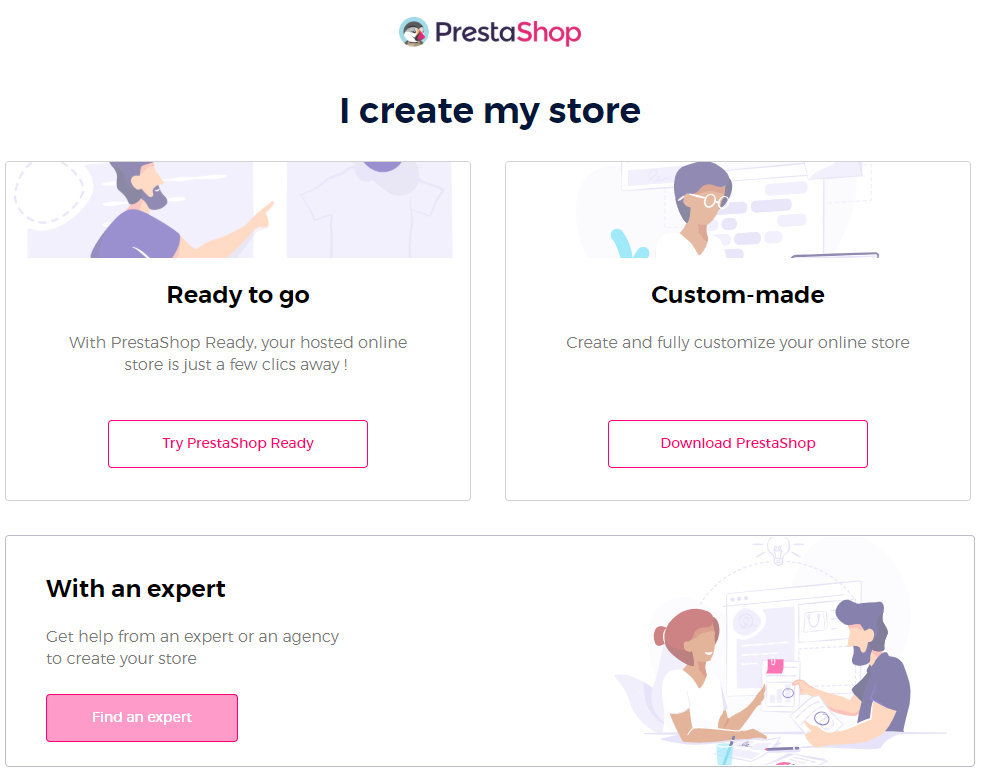 PrestaShop
I create my store
Ready to go
With PrestaShop Ready, your hosted online
store is just a few clics away !
Try PrestaShop Ready
Custom-made
Create and fully customize your online store
Download PrestaShop
With an expert
Get help from an expert or an agency
to create your store
Find an expert